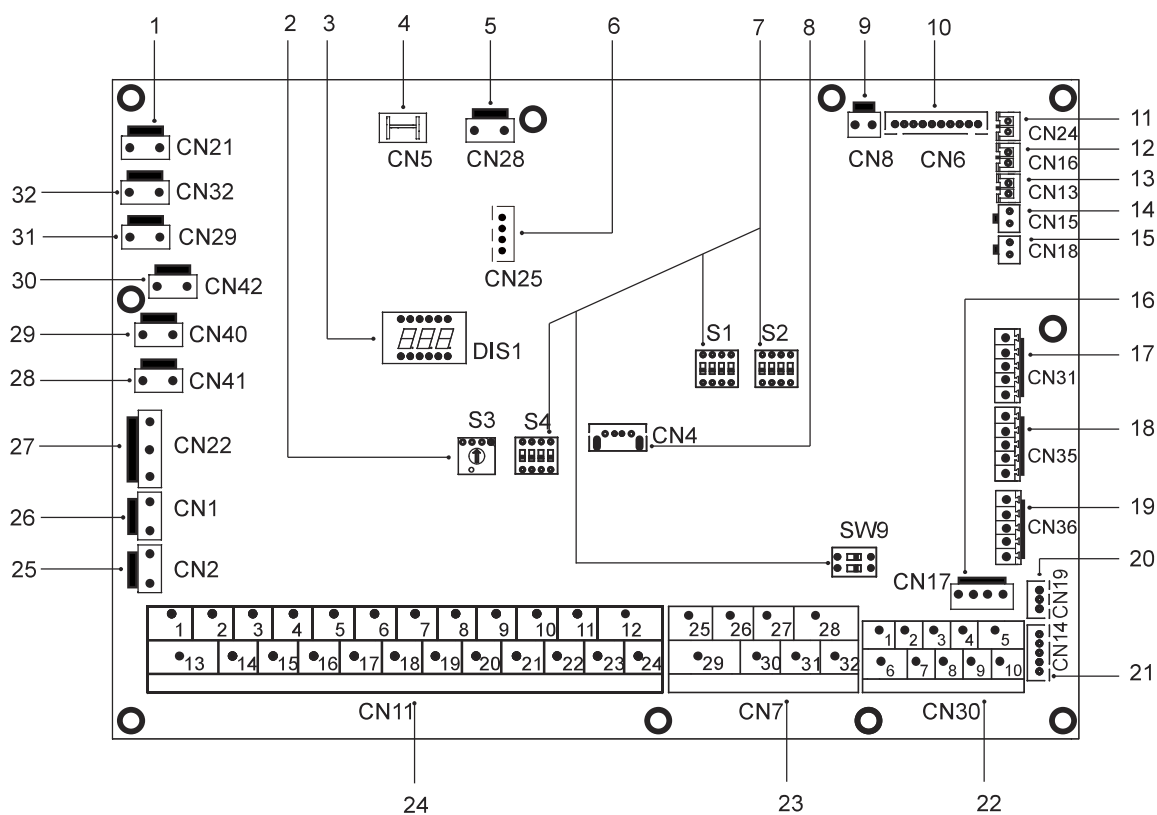 1 2 3 4 5 6 7 8 9 10
CN21 CN5 CN28 CN8 CN6 CN24 11
CN16 12
32 CN32 CN13 13
31 CN29 CN15 14
CN25 CN18 15
30 CN42 16
29 CN40 DIS1 S1 S2
28 CN41 CN31 17
27 CN22 S3 S4 CN4 CN35 18
26 CN1 CN36 19
SW9
25 CN2 CN17 CN19 20
1 2 3 4 5 6 7 8 9 10 11 12 25 26 27 28 1 2 3 4 5
13 14 15 16 17 18 19 20 21 22 23 24 29 30 31 32 6 7 8 9 10 CN14 21
CN11 CN7 CN30
24 23 22